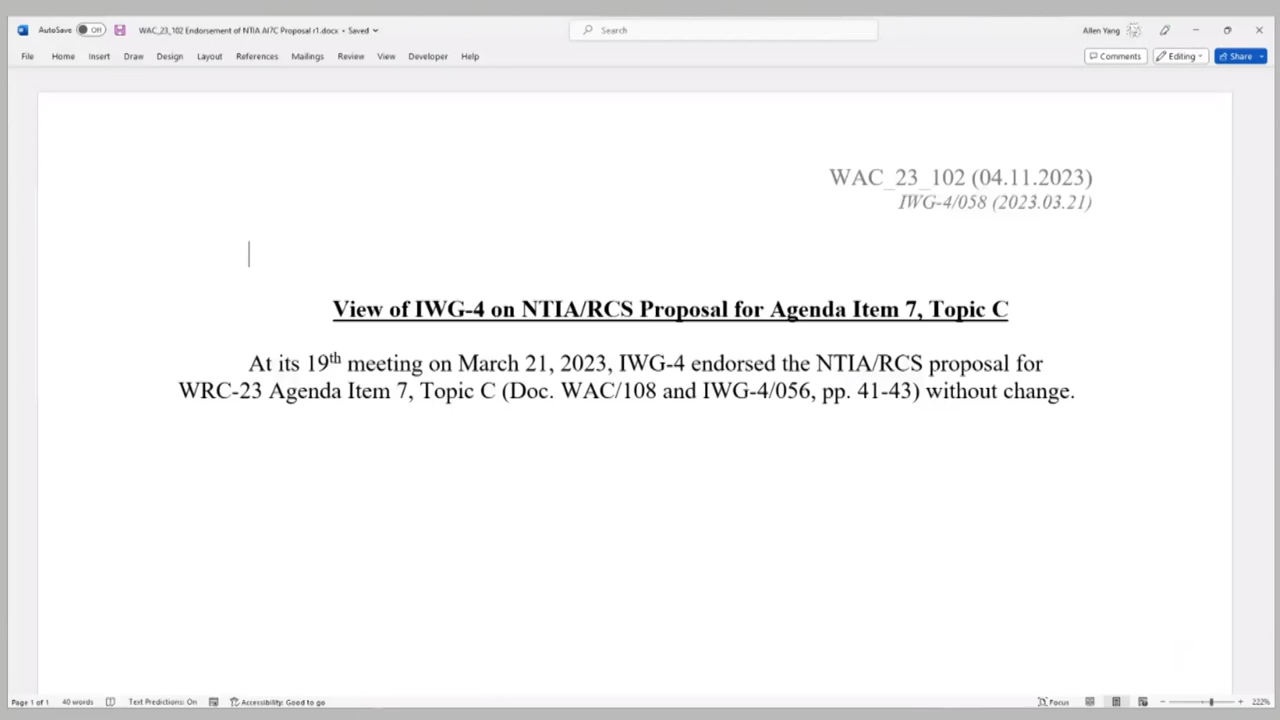 AutoSave Off WAC_23_102 Endorsement of NTIA AI7C Proposal r1.docx • Saved Search Allen Yang
File Home Insert Draw Design Layout References Mailings Review View Developer Help Comments Editing Share
WAC_23_102 (04.11.2023)
IWG-4/058 (2023.03.21)
View of IWG-4 on NTIA/RCS Proposal for Agenda Item 7, Topic C
At its 19th meeting on March 21, 2023, IWG-4 endorsed the NTIA/RCS proposal for
WRC-23 Agenda Item 7, Topic C (Doc. WAC/108 and IWG-4/056, pp. 41-43) without change.
Page 1 of 1 40 words Text Predictions: On Accessibility: Good to go Focus 222%